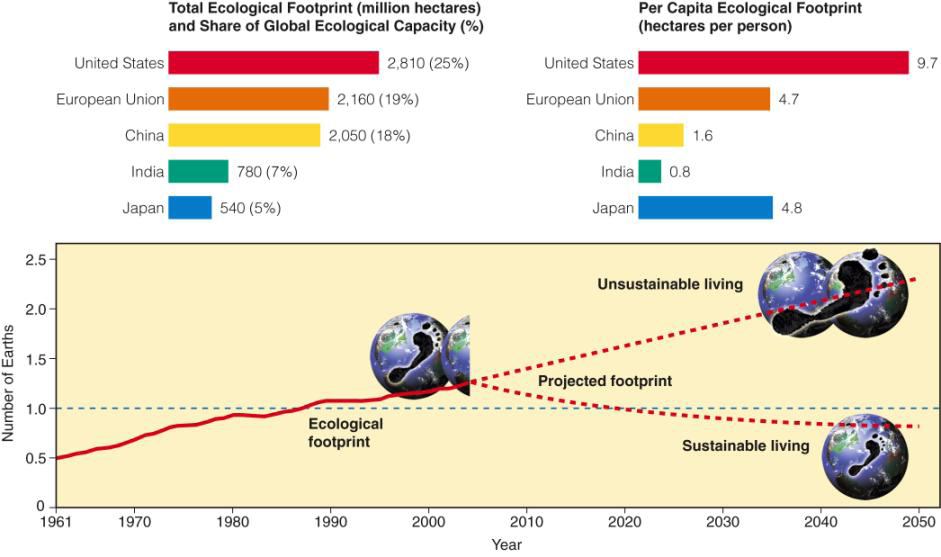 Total Ecological Footprint (million hectares)
and Share of Global Ecological Capacity (%)
United States 2,810 (25%)
European Union 2,160 (19%)
China 2,050 (18%)
India 780 (7%)
Japan 540 (5%)
Per Capita Ecological Footprint
(hectares per person)
United States 9.7
European Union 4.7
China 1.6
India 0.8
Japan 4.8
Number of Earths
2.5
2.0
1.5
1.0
0.5
0
Unsustainable living
Projected footprint
Ecological
footprint
Sustainable living
1961 1970 1980 1990 2000 2010 2020 2030 2040 2050
Year